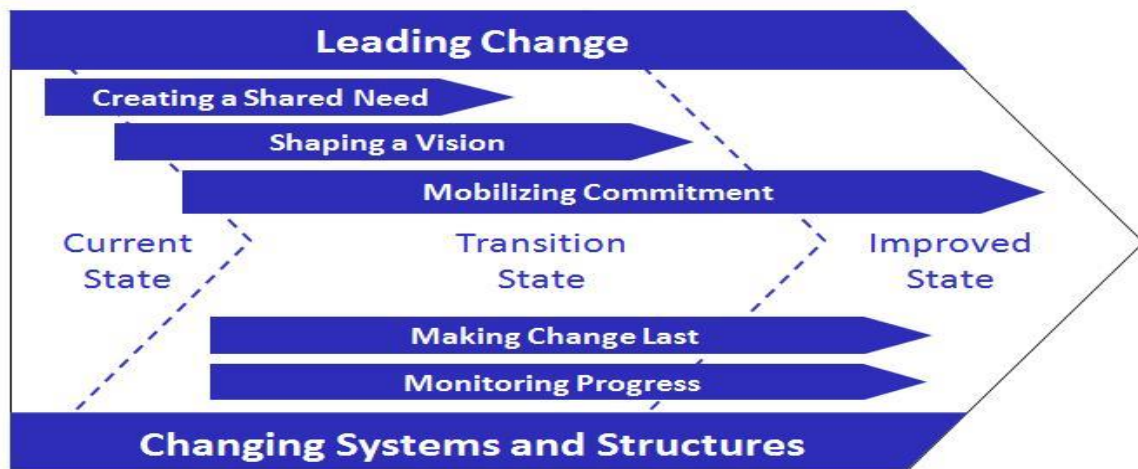 Leading Change
Creating a Shared Need
Shaping a Vision
Mobilizing Commitment
Current
State
Transition
State
Improved
State
Making Change Last
Monitoring Progress
Changing Systems and Structures